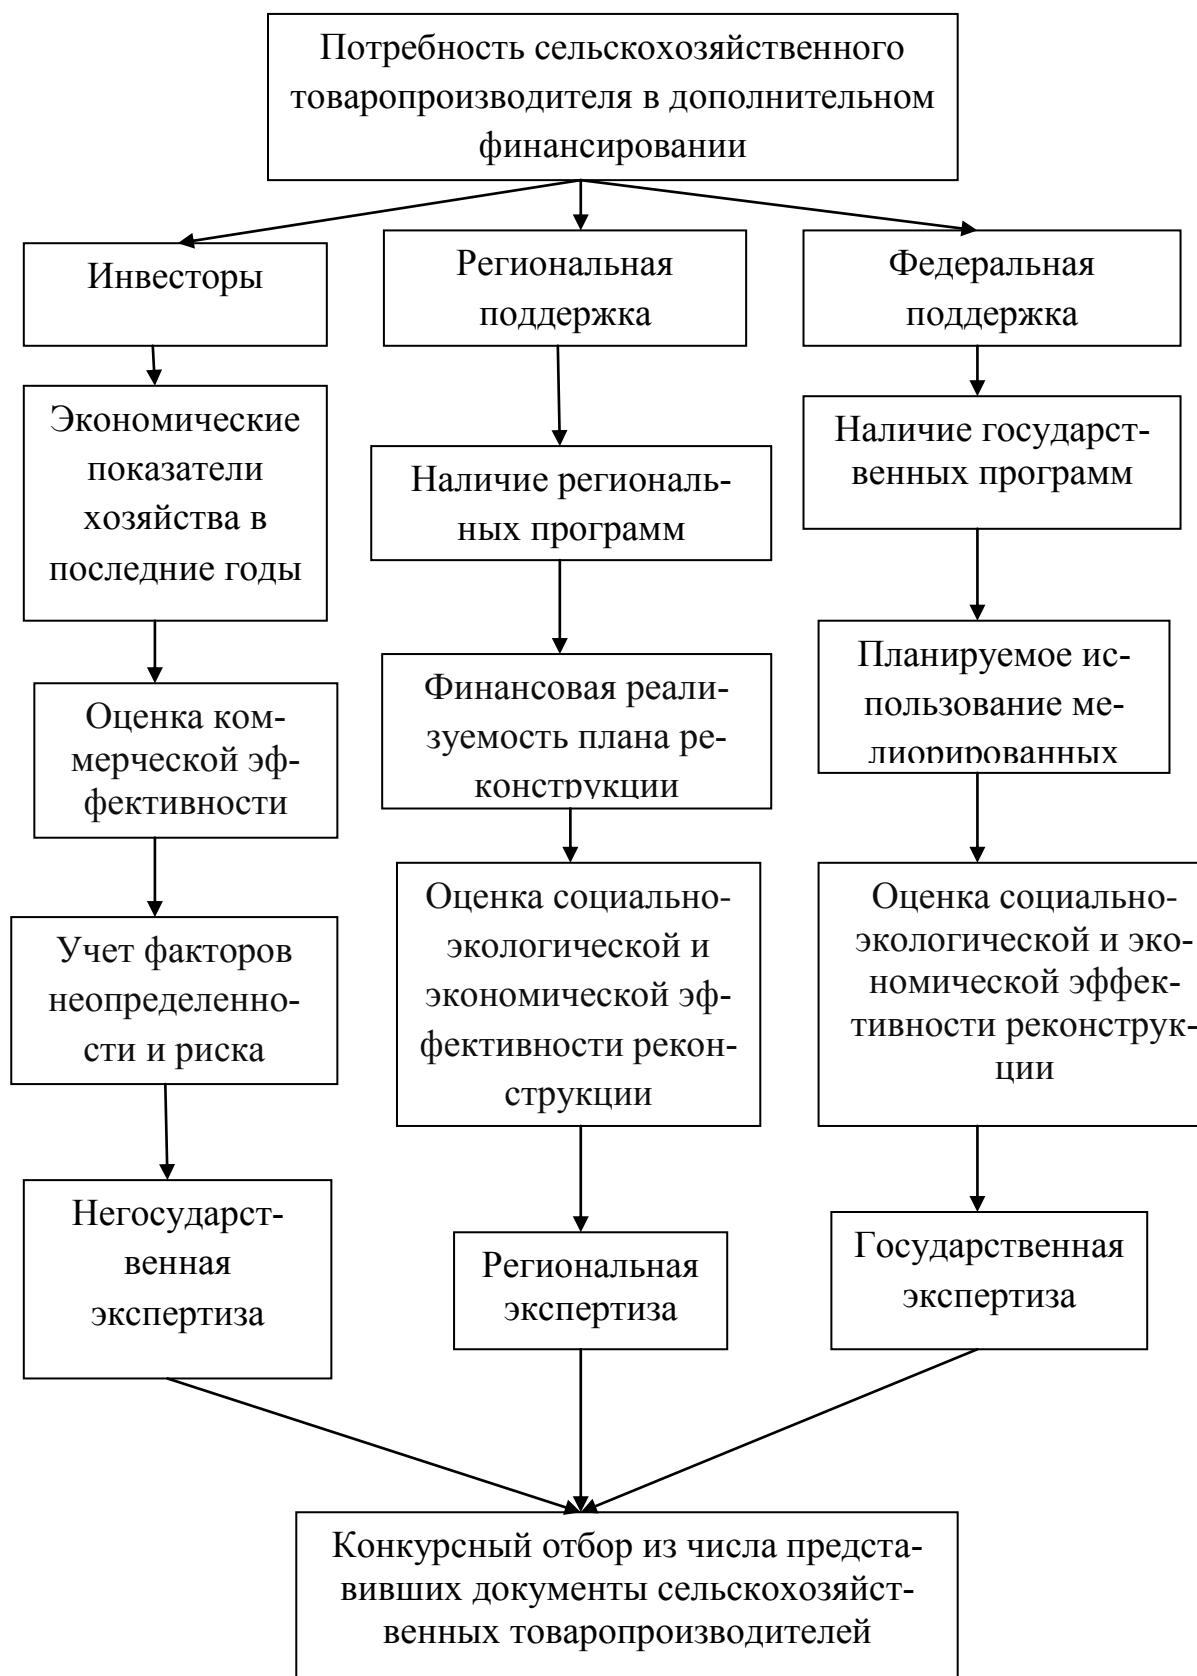 Потребность сельскохозяйственного
товаропроизводителя в дополнительном
финансировании
Инвесторы
Региональная
поддержка
Федеральная
поддержка
Экономические
показатели
хозяйства в
последние годы
Наличие региональ-
ных программ
Наличие государст-
венных программ
Оценка ком-
мерческой эф-
фективности
Финансовая реали-
зуемость плана ре-
конструкции
Планируемое ис-
пользование ме-
лиорированных
Учет факторов
неопределенно-
сти и риска
Оценка социально-
экологической и
экономической эф-
фективности рекон-
струкции
Оценка социально-
экологической и эко-
номической эффек-
тивности реконструк-
ции
Негосударст-
венная
экспертиза
Региональная
экспертиза
Государственная
экспертиза
Конкурсный отбор из числа предста-
вивших документы сельскохозяйст-
венных товаропроизводителей